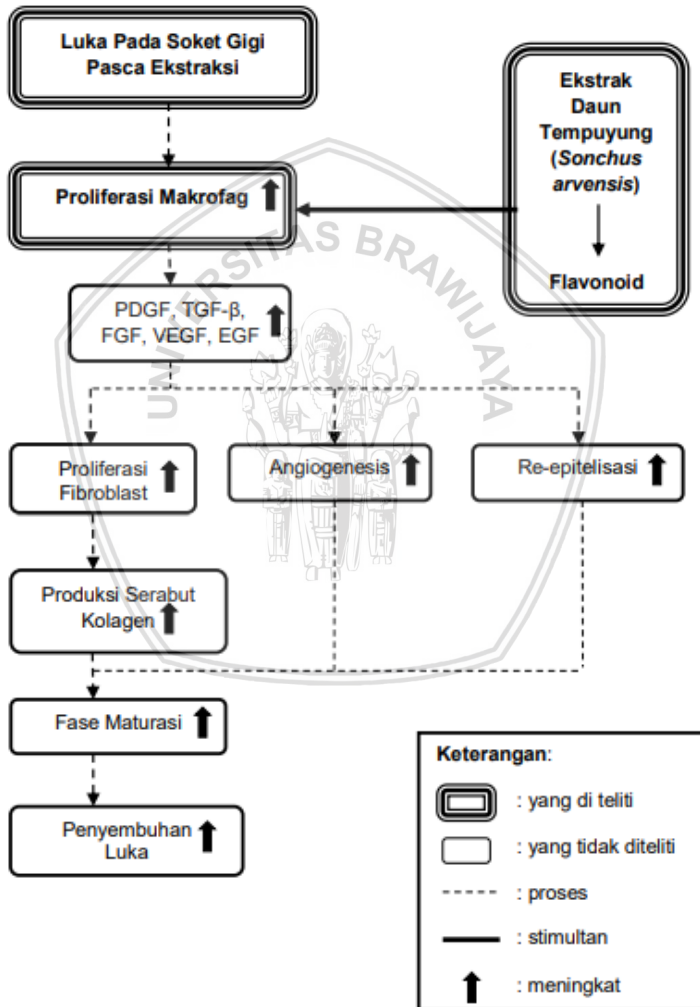 Luka Pada Soket Gigi
Pasca Ekstraksi
Ekstrak
Daun
Tempuyung
(Sonchus
arvensis)
Flavonoid
Proliferasi Makrofag
UNIVERSITAS BRAWIJAYA
PDGF, TGF-β,
FGF, VEGF, EGF
Proliferasi
Fibroblast
Angiogenesis
Re-epitelisasi
Produksi Serabut
Kolagen
Fase Maturasi
Penyembuhan
Luka
Keterangan:
: yang di teliti
: yang tidak diteliti
: proses
: stimultan
: meningkat